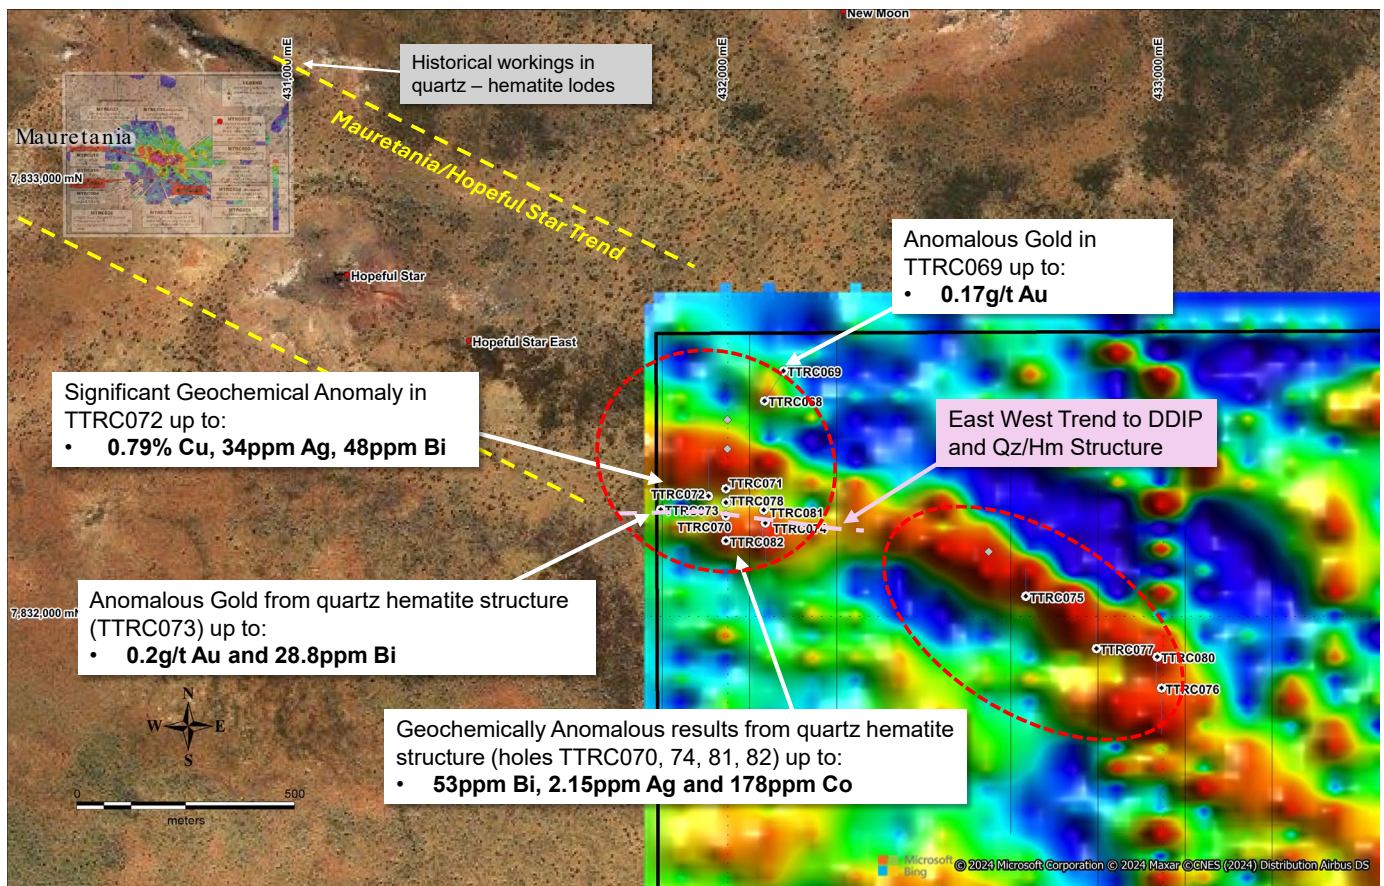 New Moon
431,000 mE
432,000 mE
433,000 mE
Historical workings in
quartz – hematite lodes
Mauretania/Hopeful Star Trend
Mauretania
7,833,000 mN
Hopeful Star
Hopeful Star East
Anomalous Gold in
TTRC069 up to:
• 0.17g/t Au
TTRC069
TTRC068
Significant Geochemical Anomaly in
TTRC072 up to:
• 0.79% Cu, 34ppm Ag, 48ppm Bi
East West Trend to DDIP
and Qz/Hm Structure
TTRC071
TTRC072
TTRC078
TTRC073
TTRC081
TTRC070
TTRC074
TTRC082
Anomalous Gold from quartz hematite structure
(TTRC073) up to:
• 0.2g/t Au and 28.8ppm Bi
7,832,000 mN
TTRC075
TTRC077
TTRC080
TTRC076
N
W
E
S
Geochemically Anomalous results from quartz hematite
structure (holes TTRC070, 74, 81, 82) up to:
• 53ppm Bi, 2.15ppm Ag and 178ppm Co
0
500
meters
Microsoft
Bing
© 2024 Microsoft Corporation © 2024 Maxar ©CNES (2024) Distribution Airbus DS